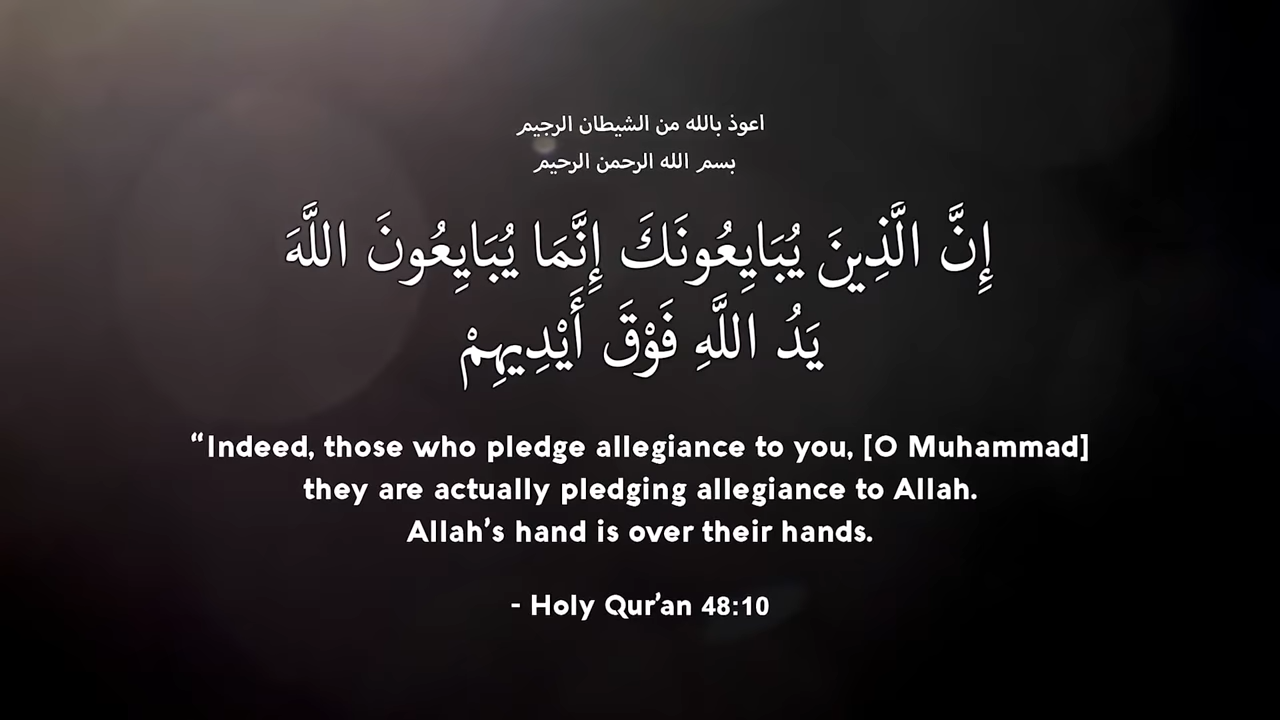 اعوذ بالله من الشيطان الرجيم
بسم الله الرحمن الرحيم
إِنَّ الَّذِينَ يُبَايِعُونَكَ إِنَّمَا يُبَايِعُونَ اللَّهَ
يَدُ اللَّهِ فَوْقَ أَيْدِيهِمْ
“Indeed, those who pledge allegiance to you, [O Muhammad]
they are actually pledging allegiance to Allah.
Allah’s hand is over their hands.
- Holy Qur’an 48:10